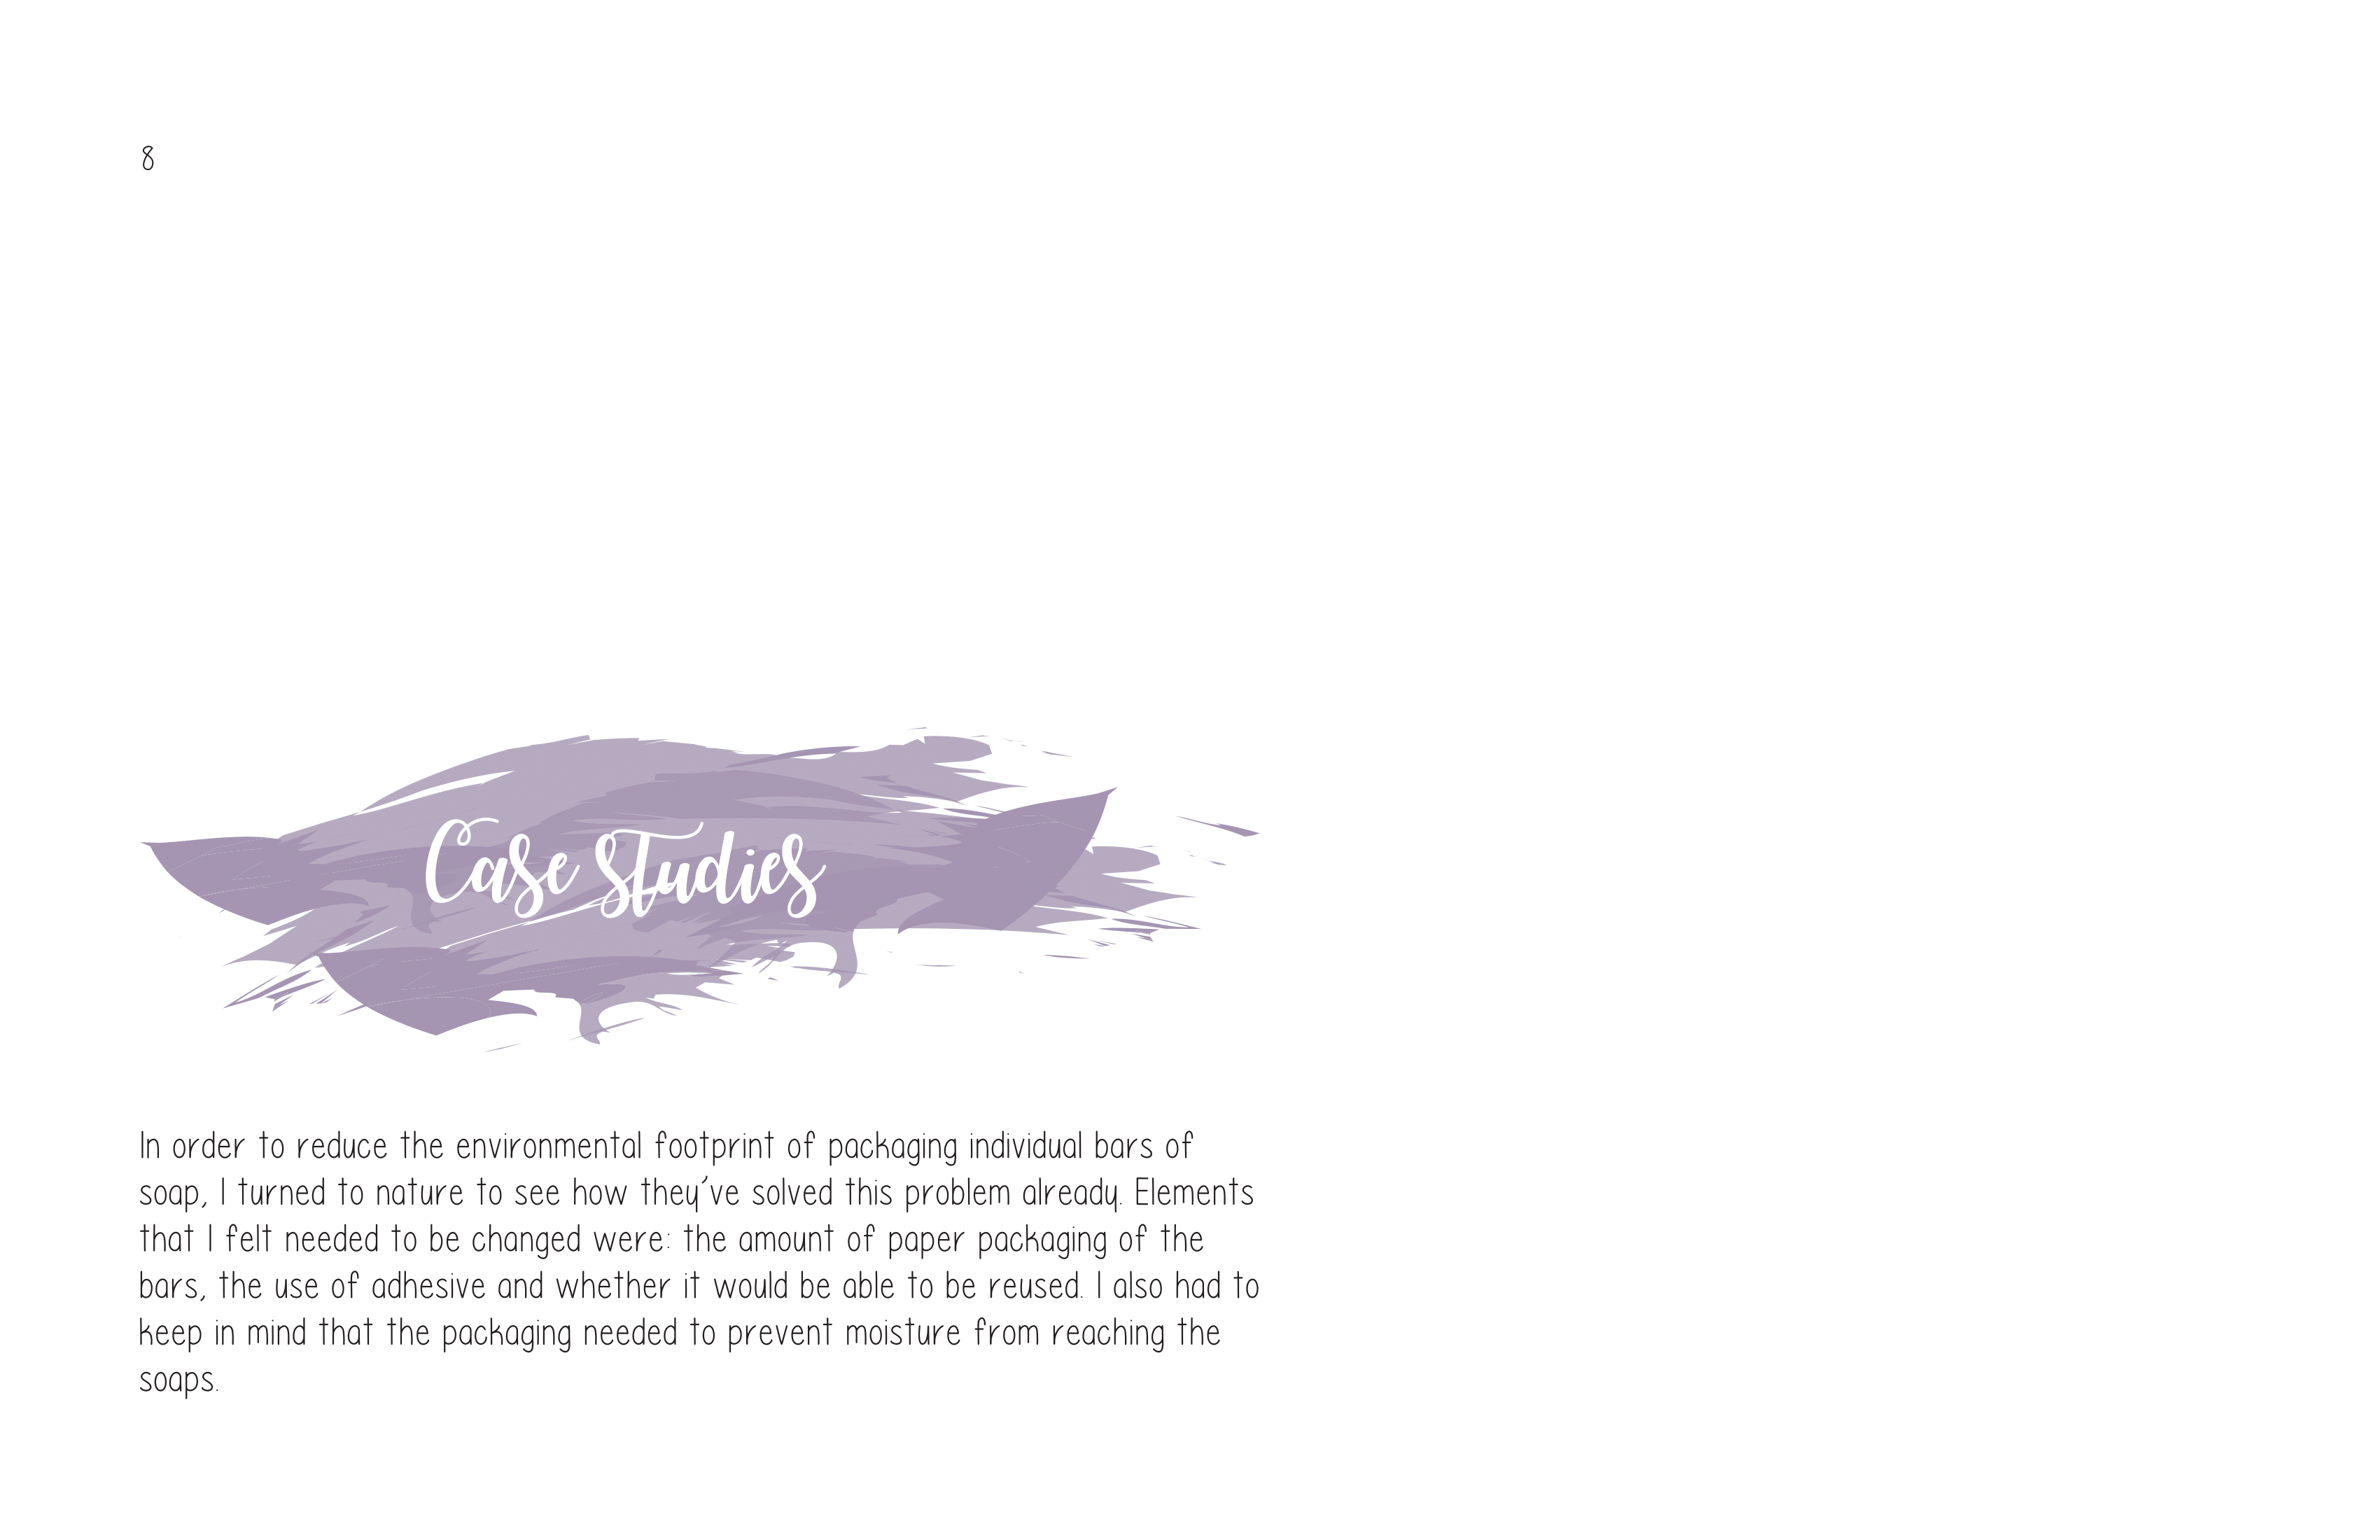 8
Case Studies
In order to reduce the environmental footprint of packaging individual bars of
soap, I turned to nature to see how they've solved this problem already. Elements
that I felt needed to be changed were: the amount of paper packaging of the
bars, the use of adhesive and whether it would be able to be reused. I also had to
keep in mind that the packaging needed to prevent moisture from reaching the
soaps.